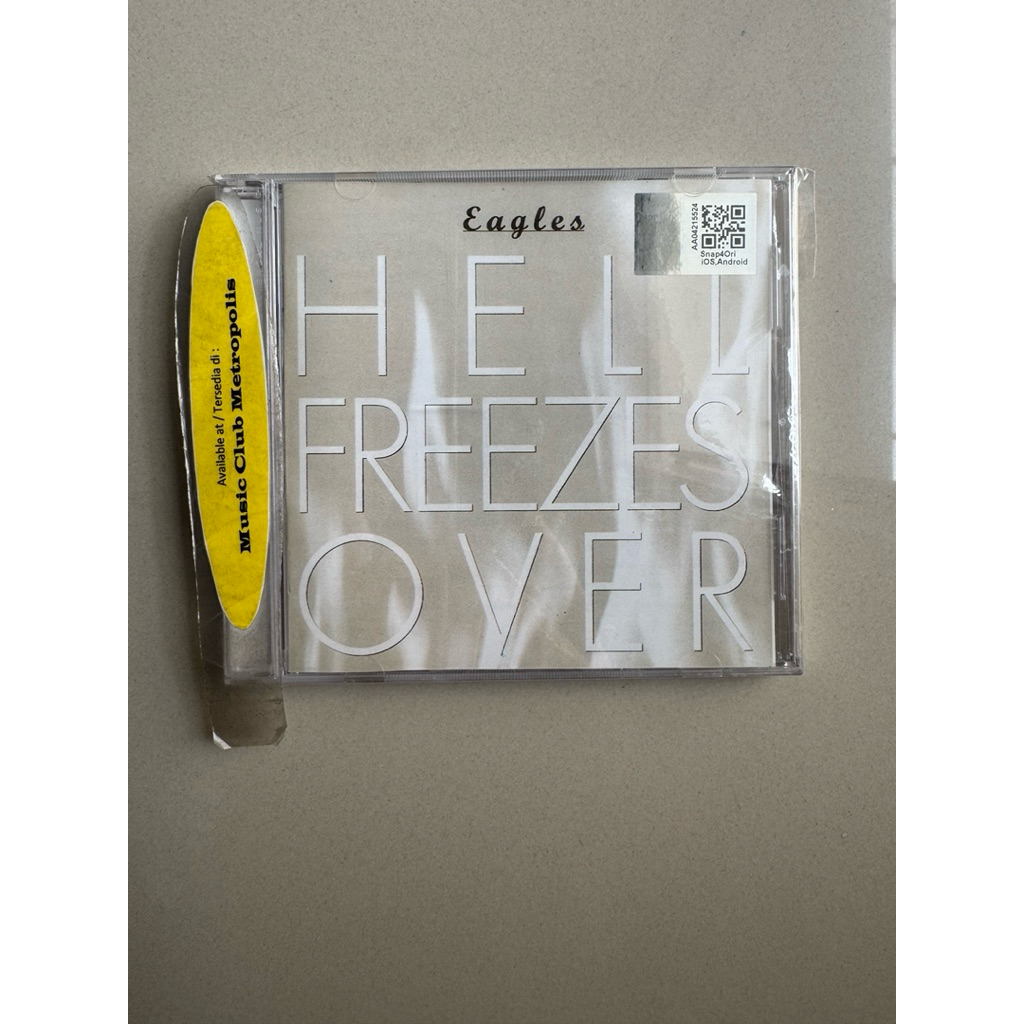 Eagles
HELL
FREEZES
OVER
AA04215524
Snap4Ori
iOS,Android
Available at / Tersedia di :
Music Club Metropolis